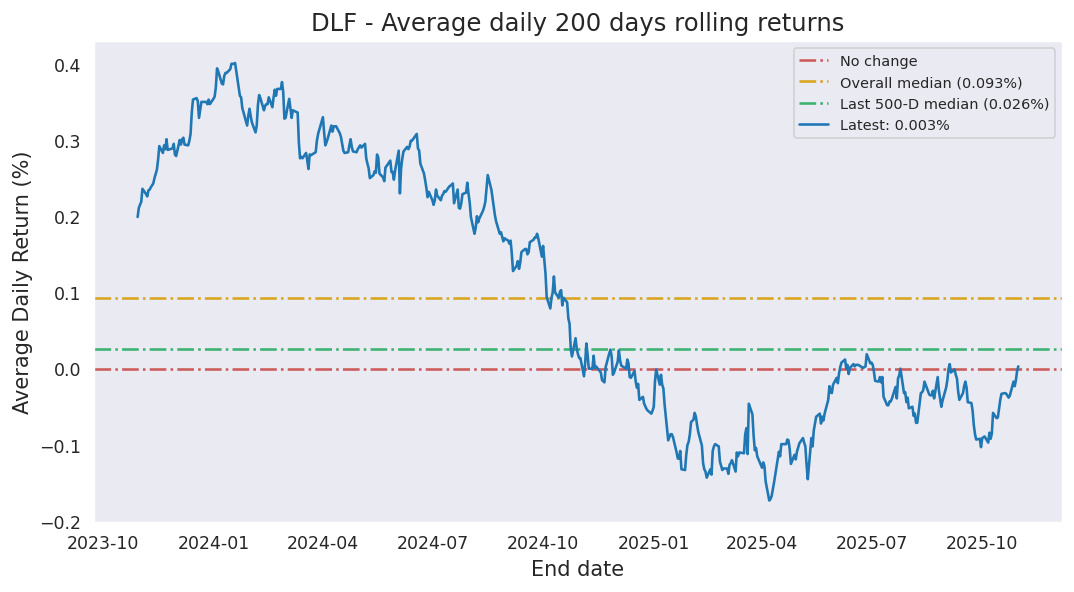 DLF - Average daily 200 days rolling returns
No change
Overall median (0.093%)
Last 500-D median (0.026%)
Latest: 0.003%
Average Daily Return (%)
0.4
0.3
0.2
0.1
0.0
−0.1
−0.2
2023-10 2024-01 2024-04 2024-07 2024-10 2025-01 2025-04 2025-07 2025-10
End date